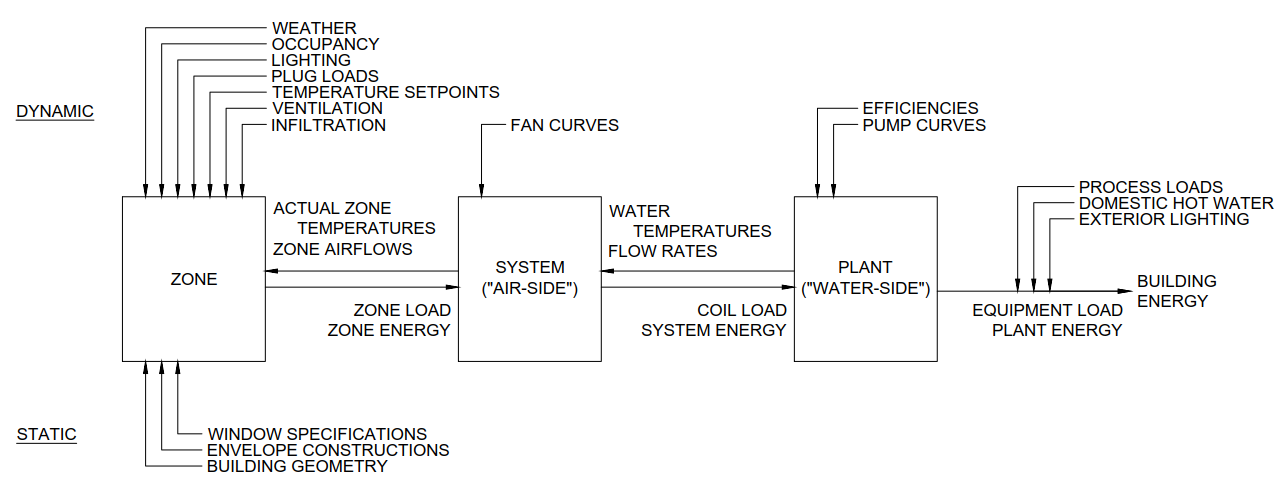 WEATHER
OCCUPANCY
LIGHTING
PLUG LOADS
TEMPERATURE SETPOINTS
VENTILATION
INFILTRATION
DYNAMIC
FAN CURVES
EFFICIENCIES
PUMP CURVES
PROCESS LOADS
DOMESTIC HOT WATER
EXTERIOR LIGHTING
ZONE
ACTUAL ZONE
TEMPERATURES
ZONE AIRFLOWS
ZONE LOAD
ZONE ENERGY
SYSTEM
("AIR-SIDE")
WATER
TEMPERATURES
FLOW RATES
COIL LOAD
SYSTEM ENERGY
PLANT
("WATER-SIDE")
EQUIPMENT LOAD
PLANT ENERGY
BUILDING
ENERGY
STATIC
WINDOW SPECIFICATIONS
ENVELOPE CONSTRUCTIONS
BUILDING GEOMETRY